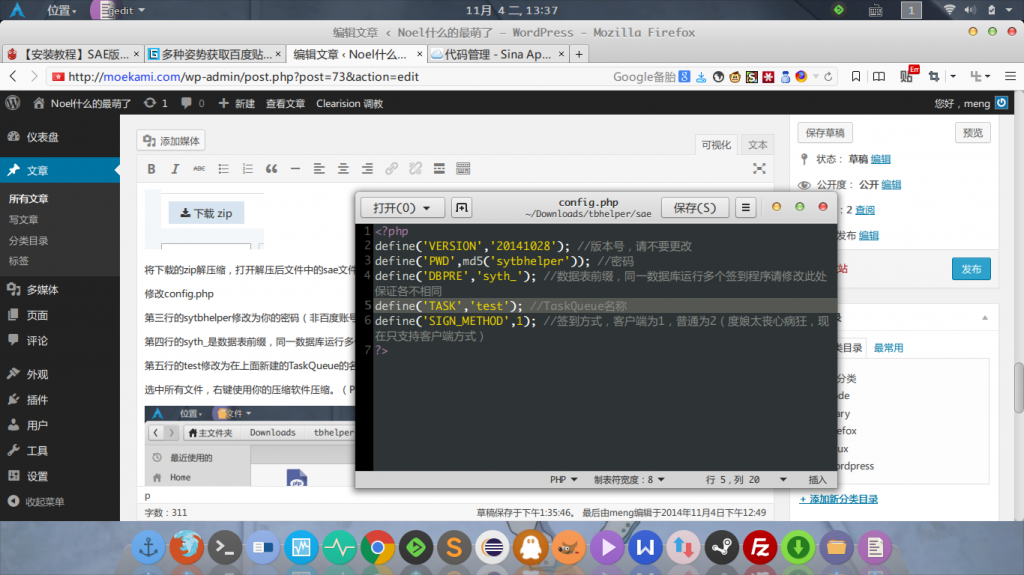 位置
gedit
11月 4 二, 13:37
1
编辑文章 ‹ Noel什么的最萌了 — WordPress - Mozilla Firefox
【安装教程】SAE版... ×
多种姿势获取百度贴... ×
编辑文章 ‹ Noel什么... ×
代码管理 - Sina Ap... ×
http://moekami.com/wp-admin/post.php?post=73&action=edit
Google备胎
Noel什么的最萌了
1
0
新建
查看文章
Clearision 调教
您好，meng
仪表盘
文章
所有文章
写文章
分类目录
标签
多媒体
页面
评论
外观
插件
用户
工具
设置
收起菜单
添加媒体
可视化
文本
下载 zip
将下载的zip解压缩，打开解压后文件中的sae文件
修改config.php
第三行的sytbhelper修改为你的密码（非百度账号
第四行的syth_是数据表前缀，同一数据库运行多
第五行的test修改为在上面新建的TaskQueue的名
选中所有文件，右键使用你的压缩软件压缩。（P
位置
文件
主文件夹
Downloads
tbhelper
最近使用的
Home
p
字数：311
草稿保存于下午1:35:46。 最后由meng编辑于2014年11月4日下午12:49
打开(O)
config.php
~/Downloads/tbhelper/sae
保存(S)
1 <?php
2 define('VERSION','20141028'); //版本号，请不要更改
3 define('PWD',md5('sytbhelper')); //密码
4 define('DBPRE','syth_'); //数据表前缀，同一数据库运行多个签到程序请修改此处
保证各不相同
5 define('TASK','test'); //TaskQueue名称
6 define('SIGN_METHOD',1); //签到方式，客户端为1，普通为2（度娘太丧心病狂，现
在只支持客户端方式）
7 ?>
PHP
制表符宽度：8
行 5，列 20
插入
保存草稿
预览
状态： 草稿 编辑
公开度： 公开 编辑
：2 查阅
发布 编辑
站
发布
录
类目录
最常用
分类
de
ary
efox
ux
ordpress
+ 添加新分类目录